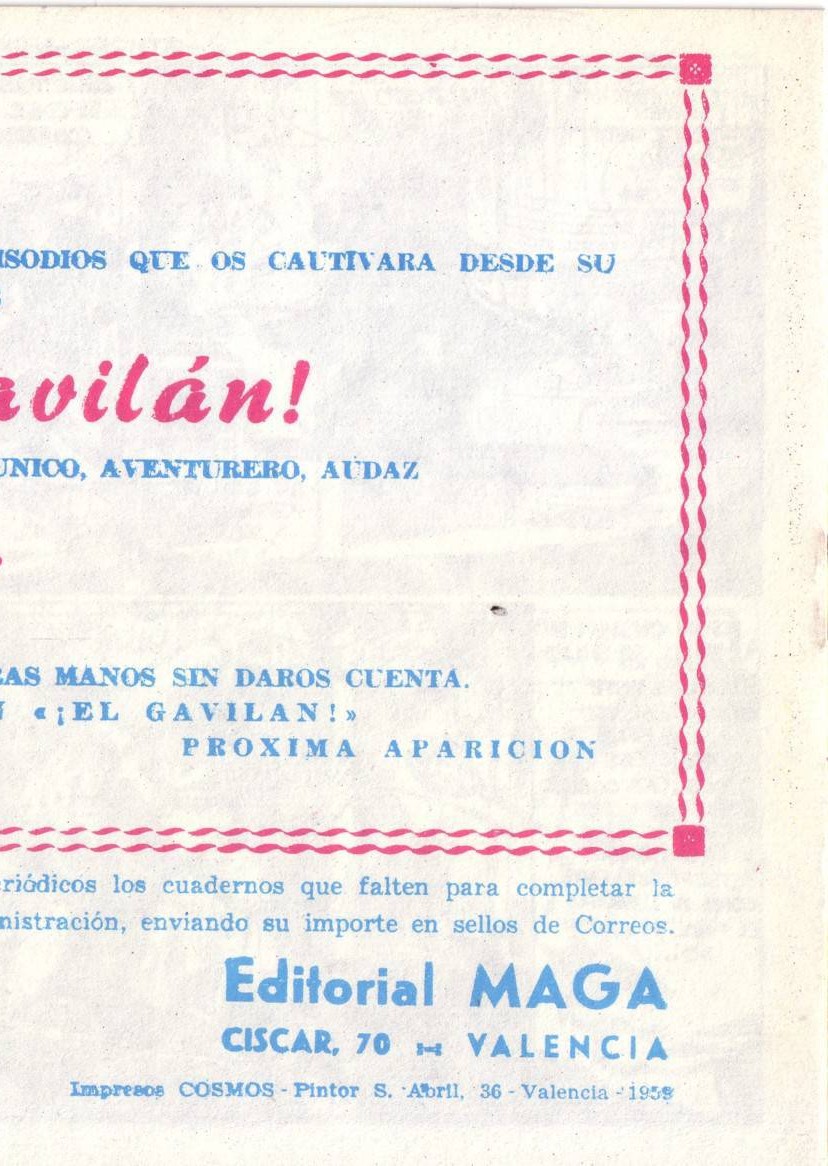 ISODIOS QUE OS CAUTIVARA DESDE SU
avilán!
UNICO, AVENTURERO, AUDAZ
RAS MANOS SIN DAROS CUENTA.
«¡EL GAVILAN!»
PROXIMA APARICION
riódicos los cuadernos que falten para completar la
nistración, enviando su importe en sellos de Correos.
Editorial MAGA
CISCAR, 70 - VALENCIA
Impresos COSMOS - Pintor S. Abril, 36 - Valencia - 1959